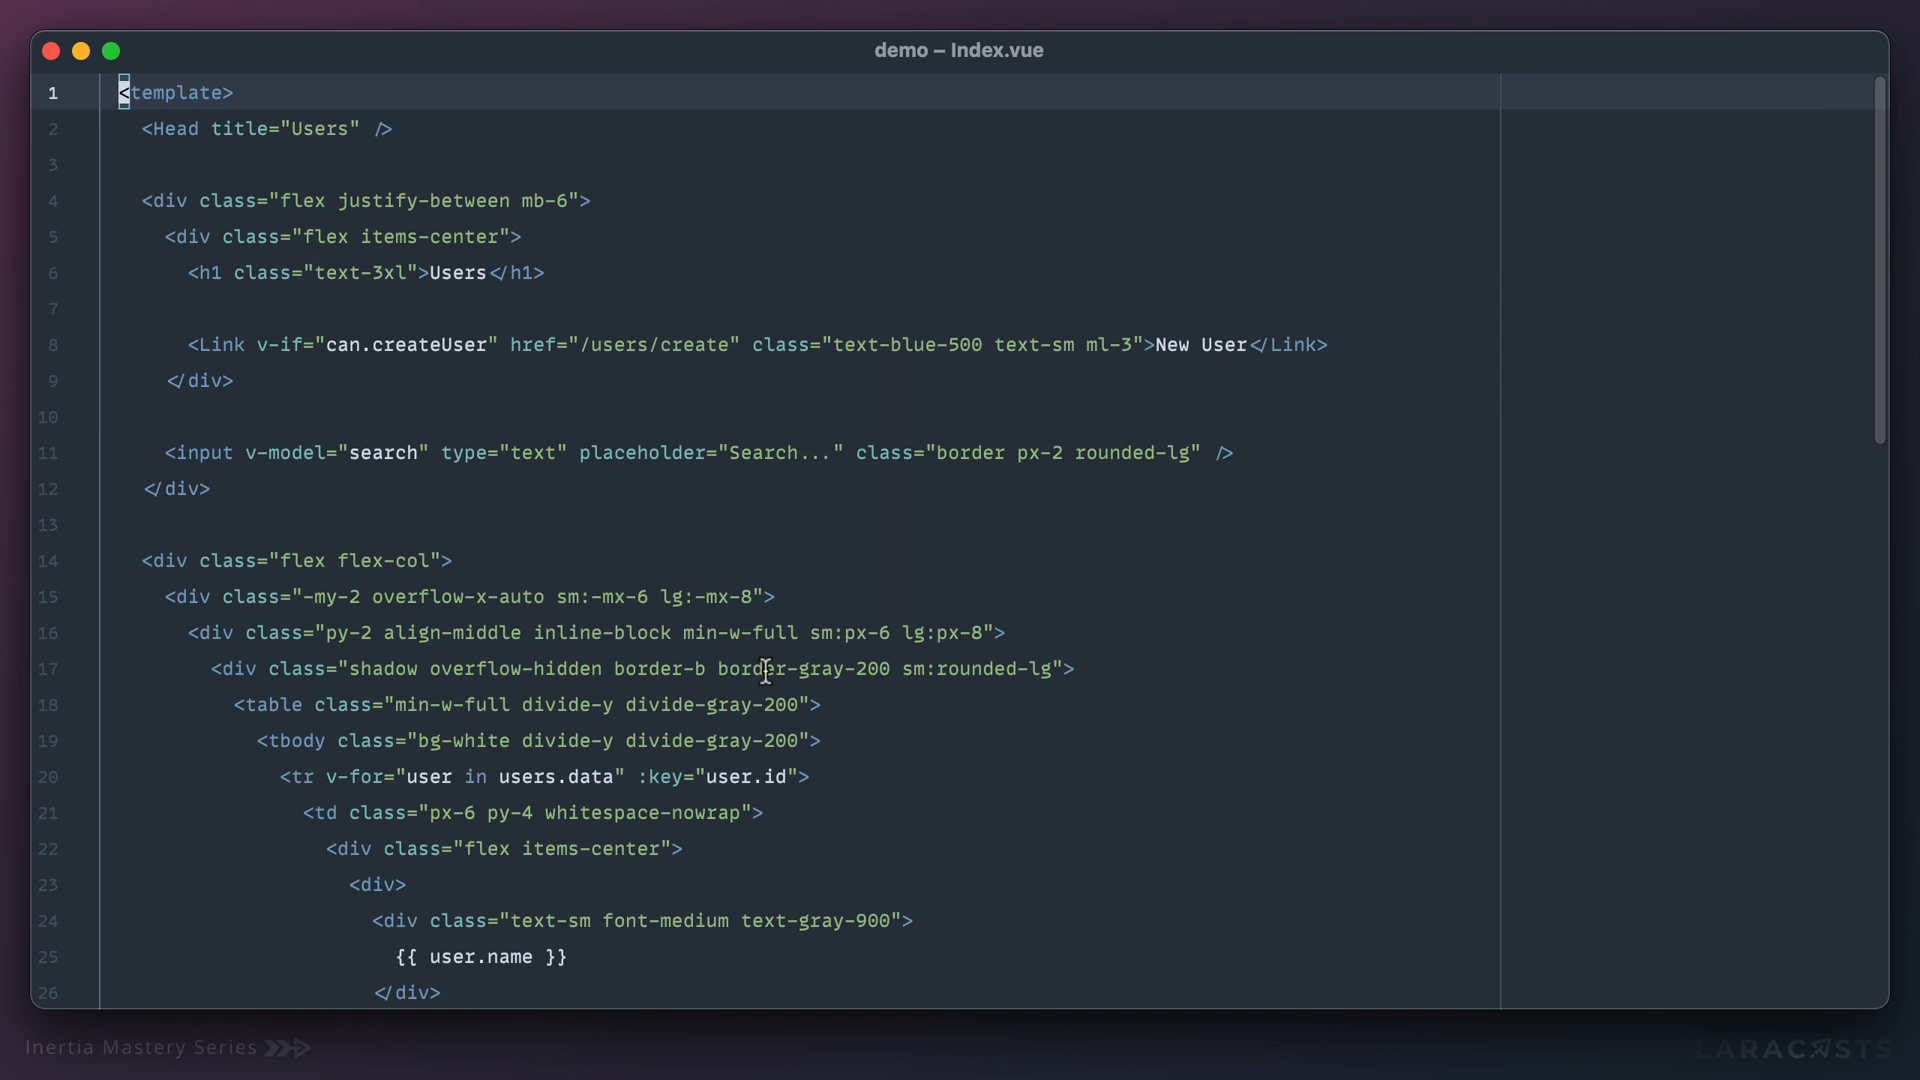 demo – Index.vue
1 <template>
2 <Head title="Users" />
3
4 <div class="flex justify-between mb-6">
5 <div class="flex items-center">
6 <h1 class="text-3xl">Users</h1>
7
8 <Link v-if="can.createUser" href="/users/create" class="text-blue-500 text-sm ml-3">New User</Link>
9 </div>
10
11 <input v-model="search" type="text" placeholder="Search..." class="border px-2 rounded-lg" />
12 </div>
13
14 <div class="flex flex-col">
15 <div class="-my-2 overflow-x-auto sm:-mx-6 lg:-mx-8">
16 <div class="py-2 align-middle inline-block min-w-full sm:px-6 lg:px-8">
17 <div class="shadow overflow-hidden border-b border-gray-200 sm:rounded-lg">
18 <table class="min-w-full divide-y divide-gray-200">
19 <tbody class="bg-white divide-y divide-gray-200">
20 <tr v-for="user in users.data" :key="user.id">
21 <td class="px-6 py-4 whitespace-nowrap">
22 <div class="flex items-center">
23 <div>
24 <div class="text-sm font-medium text-gray-900">
25 {{ user.name }}
26 </div>
Inertia Mastery Series
LARACASTS